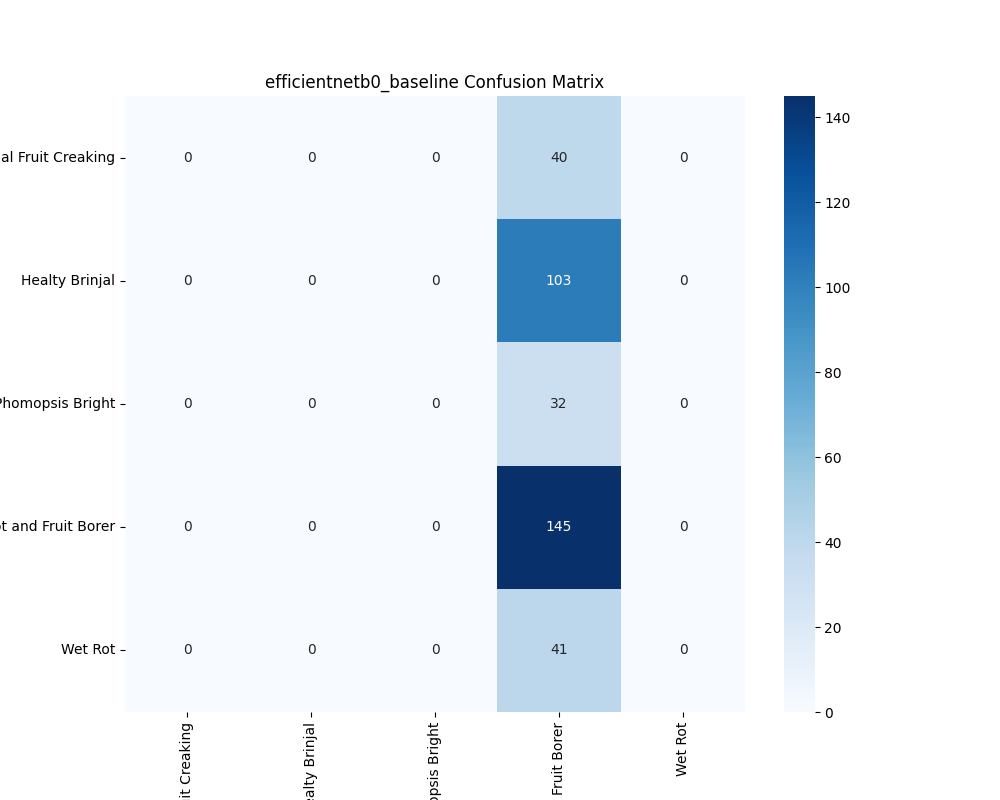 efficientnetb0_baseline Confusion Matrix
al Fruit Creaking
0 0 0 40 0
Healty Brinjal
0 0 0 103 0
Phomopsis Bright
0 0 0 32 0
ot and Fruit Borer
0 0 0 145 0
Wet Rot
0 0 0 41 0
it Creaking
ealty Brinjal
opsis Bright
Fruit Borer
Wet Rot
140
120
100
80
60
40
20
0